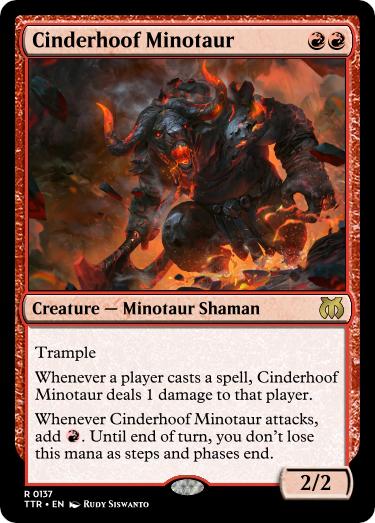 Cinderhoof Minotaur
Creature — Minotaur Shaman
Trample
Whenever a player casts a spell, Cinderhoof
Minotaur deals 1 damage to that player.
Whenever Cinderhoof Minotaur attacks,
add R. Until end of turn, you don't lose
this mana as steps and phases end.
2/2
R 0137
TTR • EN Rudy Siswanto